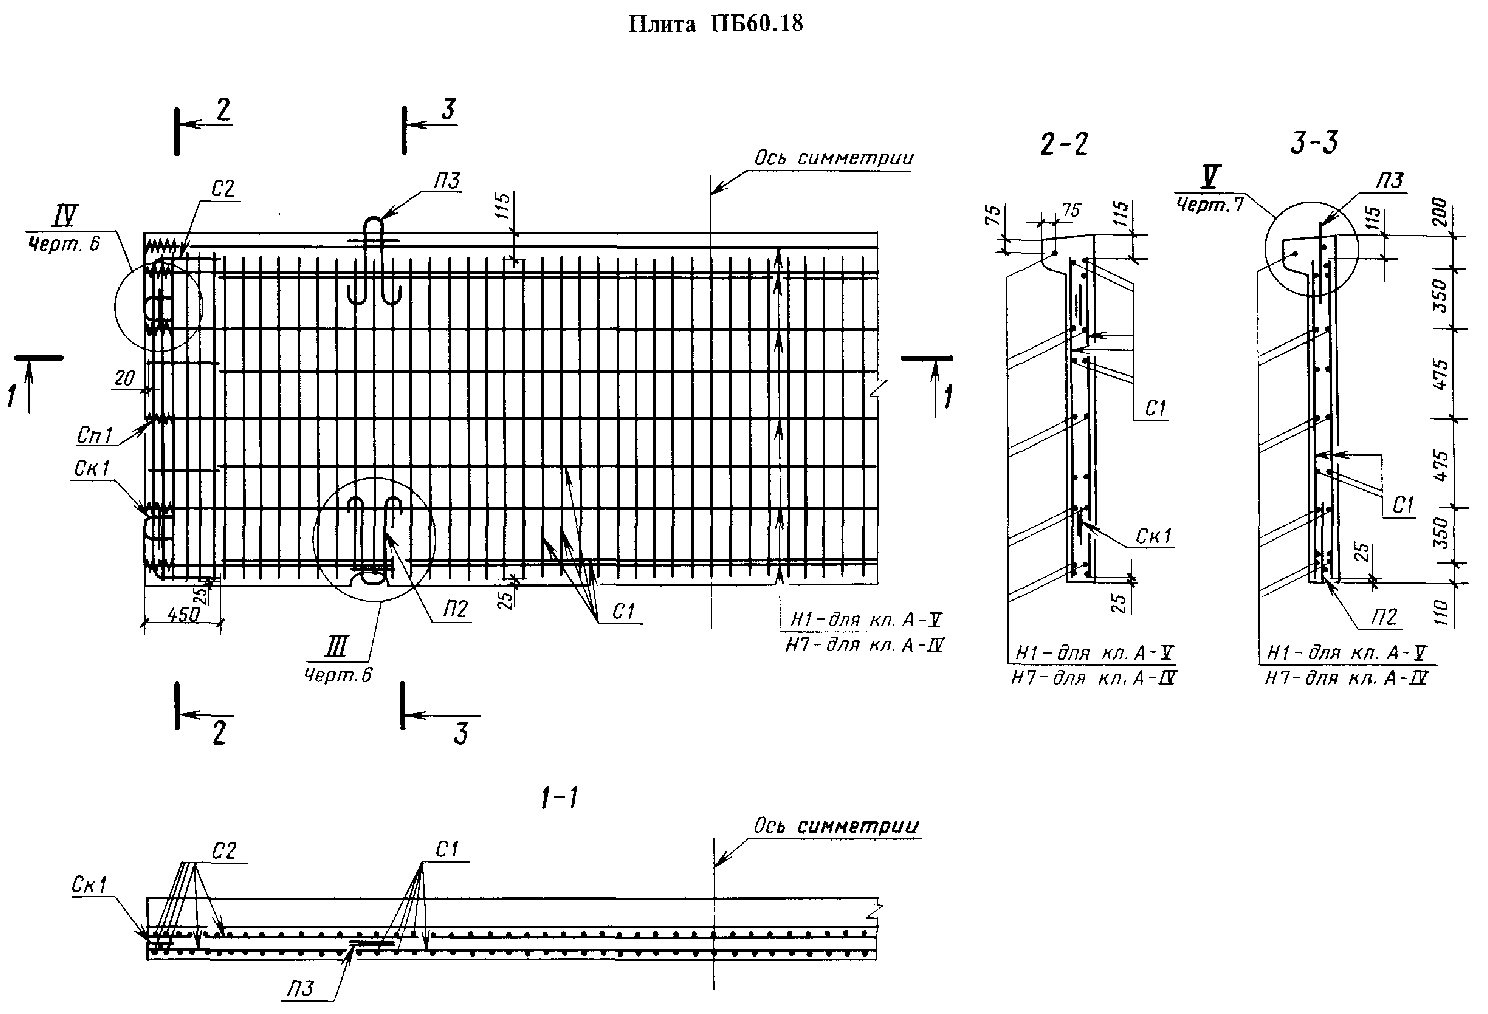 Плита ПБ60.18
2
3
Ось симметрии
С2
П3
115
IV
Черт. 6
20
1
1
Сп1
Ск1
25
450
25
П2
С1
III
Черт. 6
Н1-для кл. А-V
Н7-для кл. А-IV
2
3
2-2
75
75
115
С1
Ск1
25
Н1-для кл. А-V
Н7-для кл. А-IV
3-3
V
Черт. 7
П3
115
200
350
475
475
С1
350
25
П2
110
Н1-для кл. А-V
Н7-для кл. А-IV
1-1
Ось симметрии
С2
С1
Ск1
П3